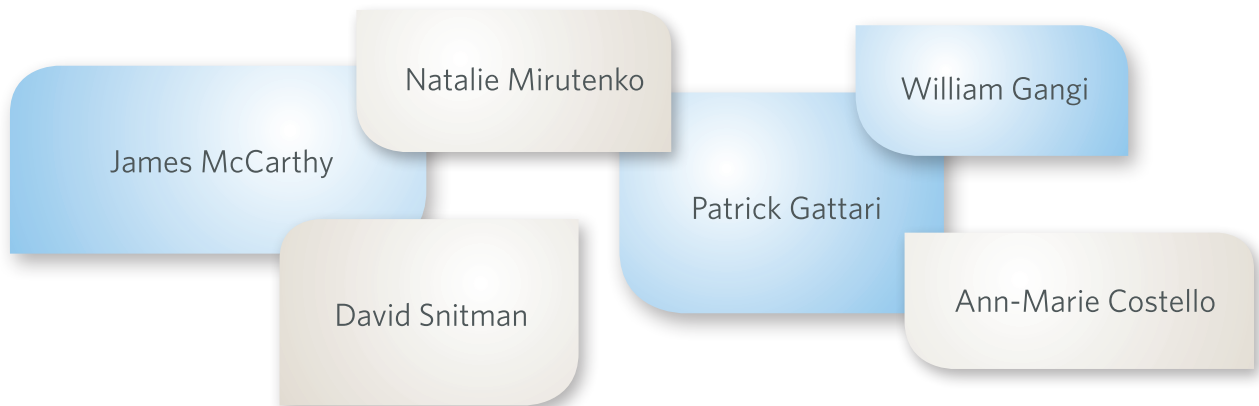 Natalie Mirutenko
William Gangi
James McCarthy
Patrick Gattari
Ann-Marie Costello
David Snitman